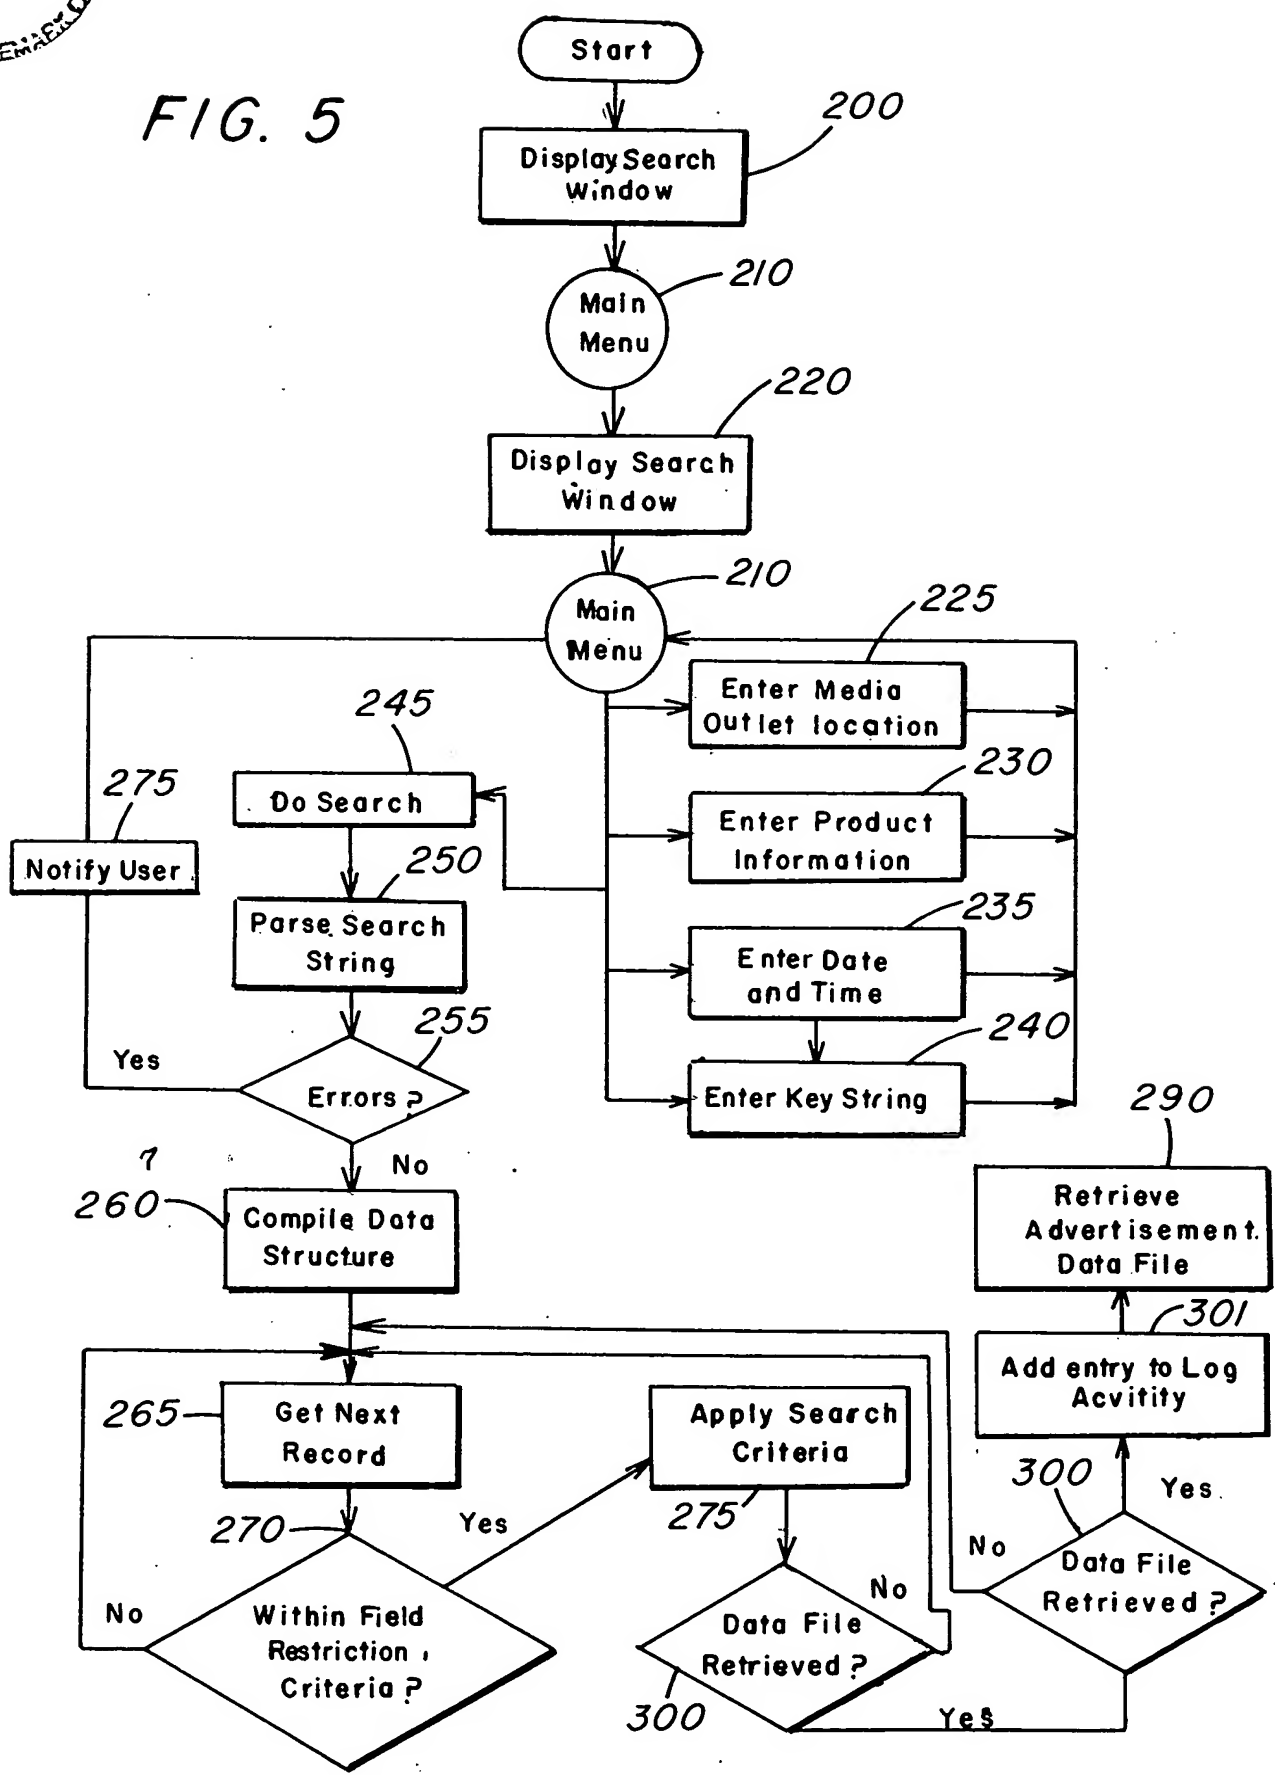 EMARK
Start
FIG. 5
200
Display Search
Window
210
Main
Menu
220
Display Search
Window
210
Main
Menu
225
Enter Media
Outlet location
245
230
275
Do Search
Enter Product
Information
Notify User
250
235
Parse Search
String
Enter Date
and Time
255
240
Yes
Errors?
Enter Key String
290
7
No
260
Compile Data
Structure
Retrieve
Advertisement
Data File
301
Add entry to Log
Acvitity
265
Get Next
Record
Apply Search
Criteria
300
Yes
275
270
Yes
No
No
Data File
Retrieved?
No
Within Field
Restriction
Criteria?
Data File
Retrieved?
300
Yes